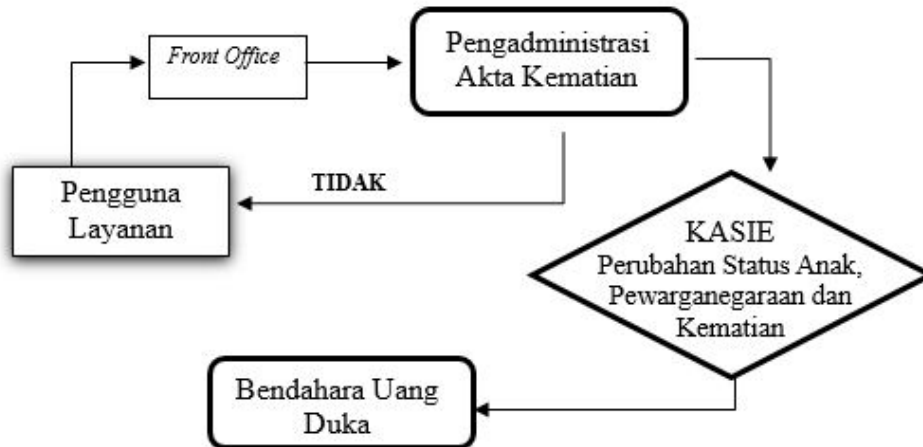 Front Office
Pengadministrasi
Akta Kematian
TIDAK
Pengguna
Layanan
KASIE
Perubahan Status Anak,
Pewarganegaraan dan
Kematian
Bendahara Uang
Duka